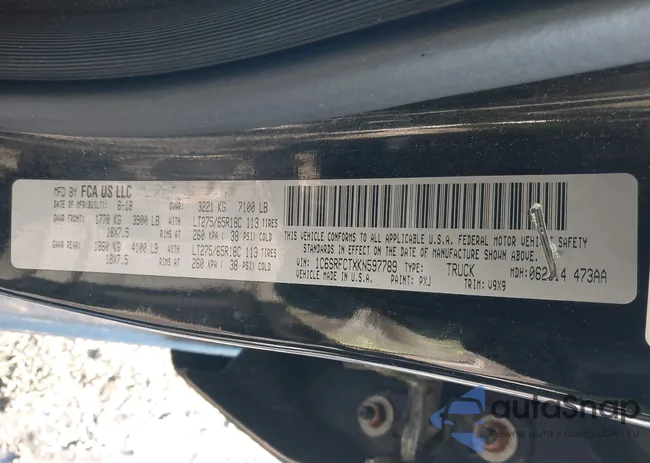 MFD BY FCA US LLC
DATE OF MFR(BUILT): 6-18 GVWR: 3221 KG 7100 LB
GAWR FRONT: 1770 KG 3900 LB WITH LT275/65R18C 113 TIRES
18X7.5 RIMS AT 260 KPA( 38 PSI) COLD
GAWR REAR: 1860 KG 4100 LB WITH LT275/65R18C 113 TIRES
18X7.5 RIMS AT 260 KPA( 38 PSI) COLD
THIS VEHICLE CONFORMS TO ALL APPLICABLE U.S.A. FEDERAL MOTOR VEHICLE SAFETY
STANDARDS IN EFFECT ON THE DATE OF MANUFACTURE SHOWN ABOVE.
VIN: 1C6SRFCTXKN597789 TYPE: TRUCK MDH: 473AA
VEHICLE MADE IN U.S.A. PAINT: PXJ TRIM: V9X9
autoSnap